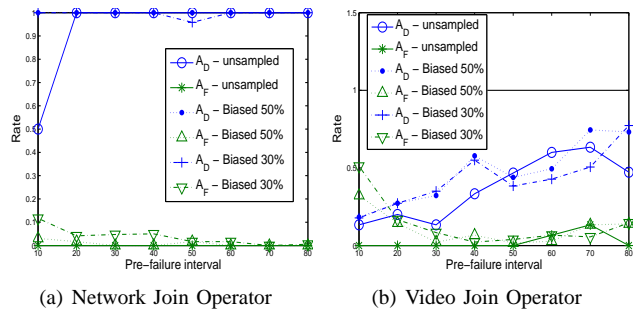 1
0.9
0.8
0.7
0.6
0.5
0.4
0.3
0.2
0.1
0
Rate
A_D − unsampled
A_F − unsampled
A_D − Biased 50%
A_F − Biased 50%
A_D − Biased 30%
A_F − Biased 30%
10 20 30 40 50 60 70 80
Pre−failure interval
(a) Network Join Operator
1.5
1
0.5
0
Rate
A_D − unsampled
A_F − unsampled
A_D − Biased 50%
A_F − Biased 50%
A_D − Biased 30%
A_F − Biased 30%
10 20 30 40 50 60 70 80
Pre−failure interval
(b) Video Join Operator